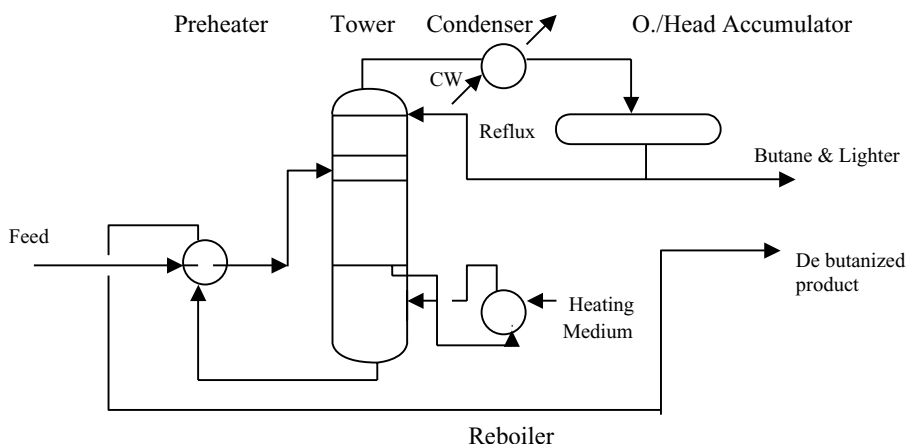 Preheater Tower Condenser O./Head Accumulator
CW
Reflux
Butane & Lighter
Feed
De butanized
product
Heating
Medium
Reboiler